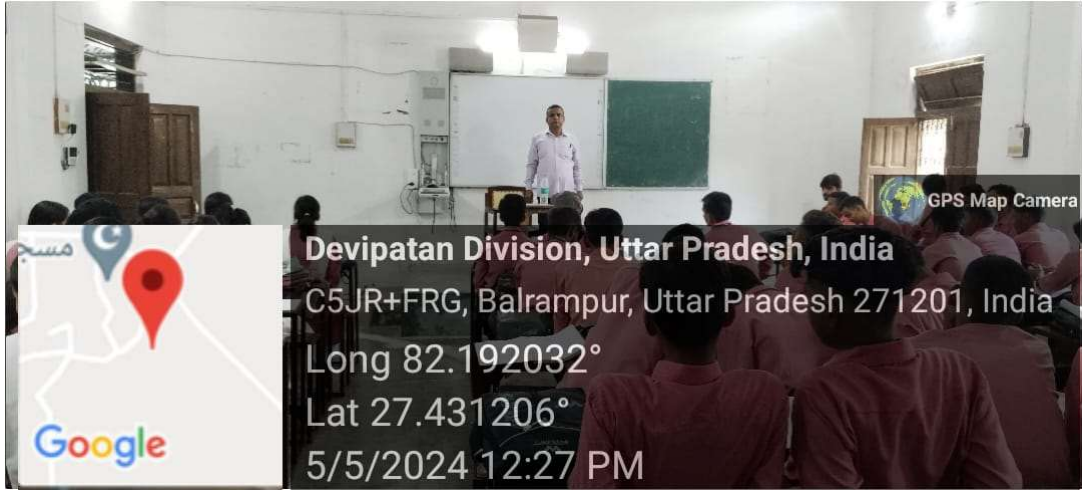 GPS Map Camera
مسجد
Devipatan Division, Uttar Pradesh, India
C5JR+FRG, Balrampur, Uttar Pradesh 271201, India
Long 82.192032°
Lat 27.431206°
5/5/2024 12:27 PM
Google